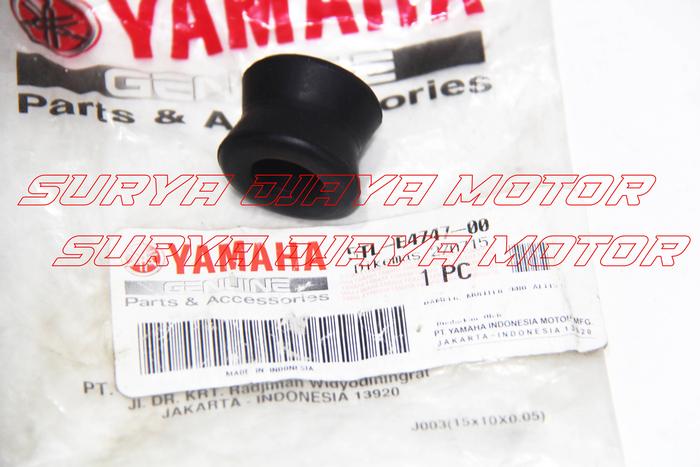 YAMAHA
GENUINE
Parts & Accessories
SURYA DJAYA MOTOR
SURYA DJAYA MOTOR
YAMAHA
GENUINE
Parts & Accessories
1 PC
PT. YAMAHA INDONESIA MOTOR MFG.
JAKARTA - INDONESIA 13920
MADE IN INDONESIA
PT.
Jl. DR. KRT. Radjiman Widyodiningrat
JAKARTA - INDONESIA 13920
J003(15x10X0.05)